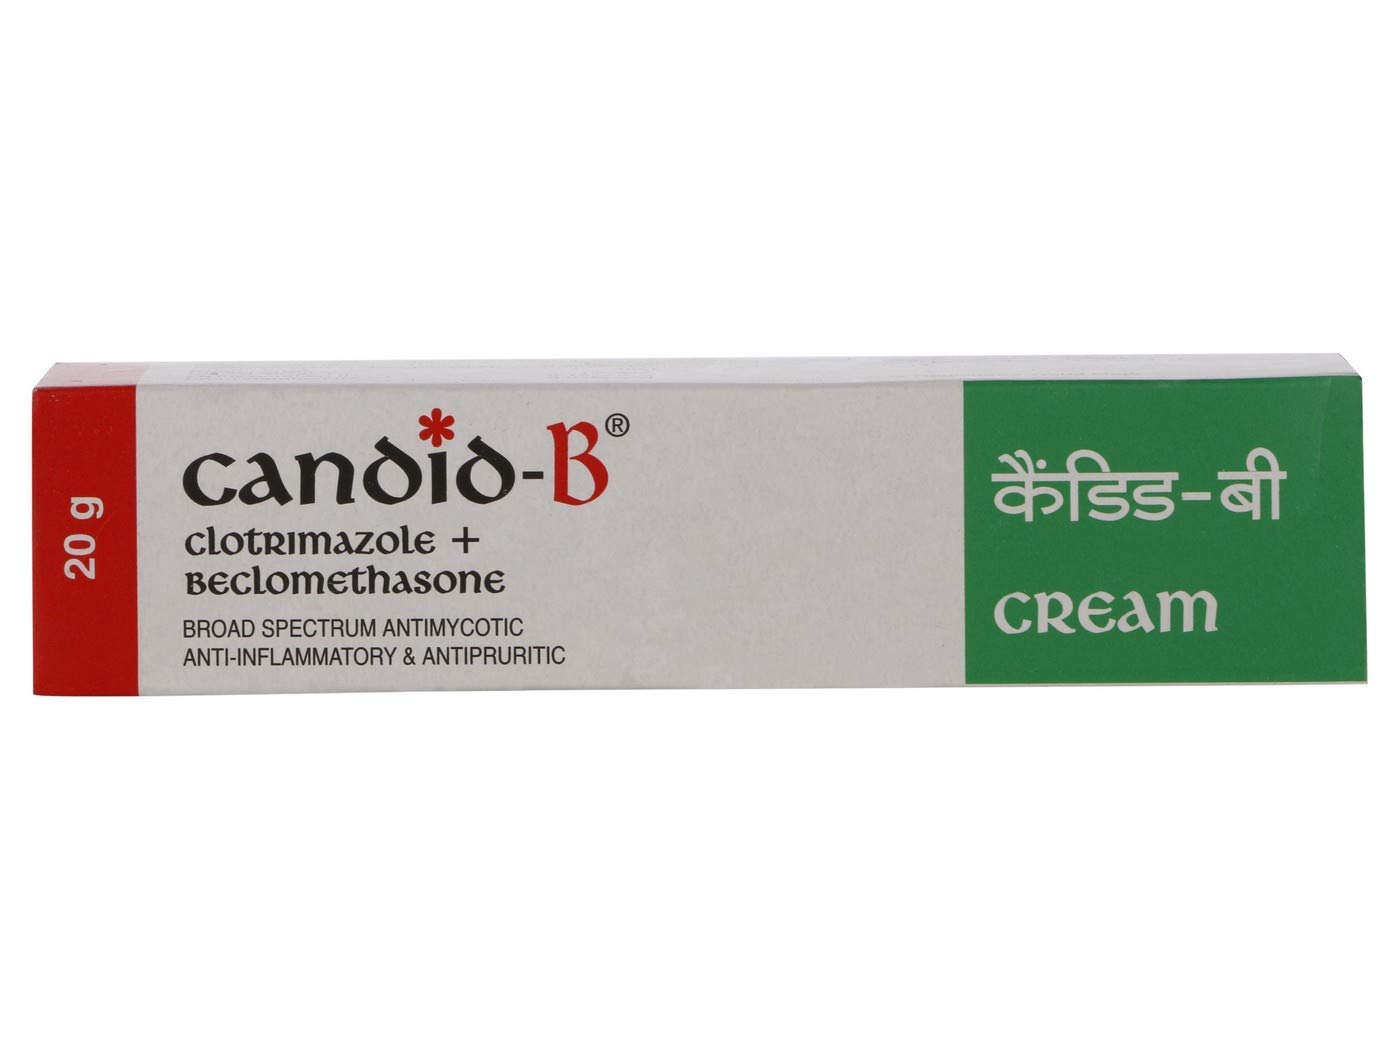 20 g
candid-B®
clotrimazole +
Beclomethasone
BROAD SPECTRUM ANTIMYCOTIC
ANTI-INFLAMMATORY & ANTIPRURITIC
कैंडिड-बी
CREAM